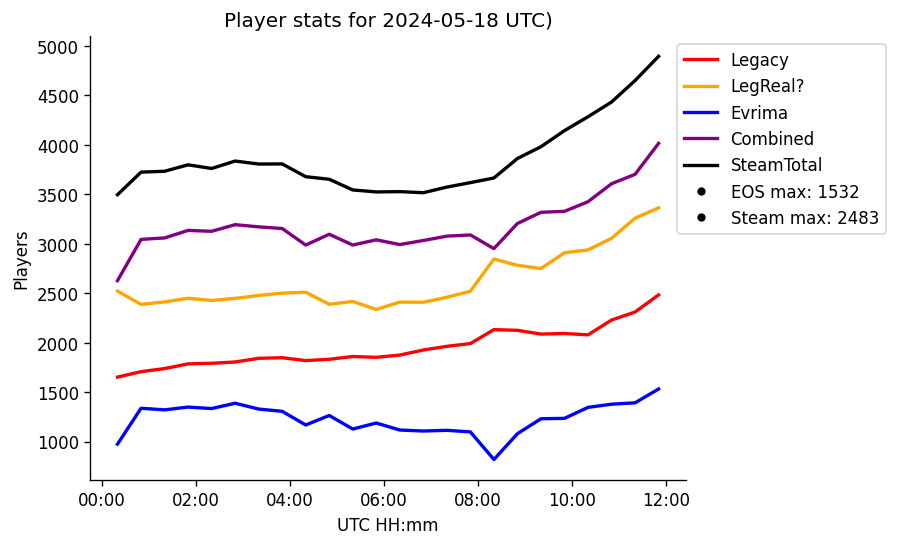 Player stats for 2024-05-18 UTC)
5000
4500
4000
3500
3000
2500
2000
1500
1000
Players
00:00 02:00 04:00 06:00 08:00 10:00 12:00
UTC HH:mm
Legacy
LegReal?
Evrima
Combined
SteamTotal
EOS max: 1532
Steam max: 2483